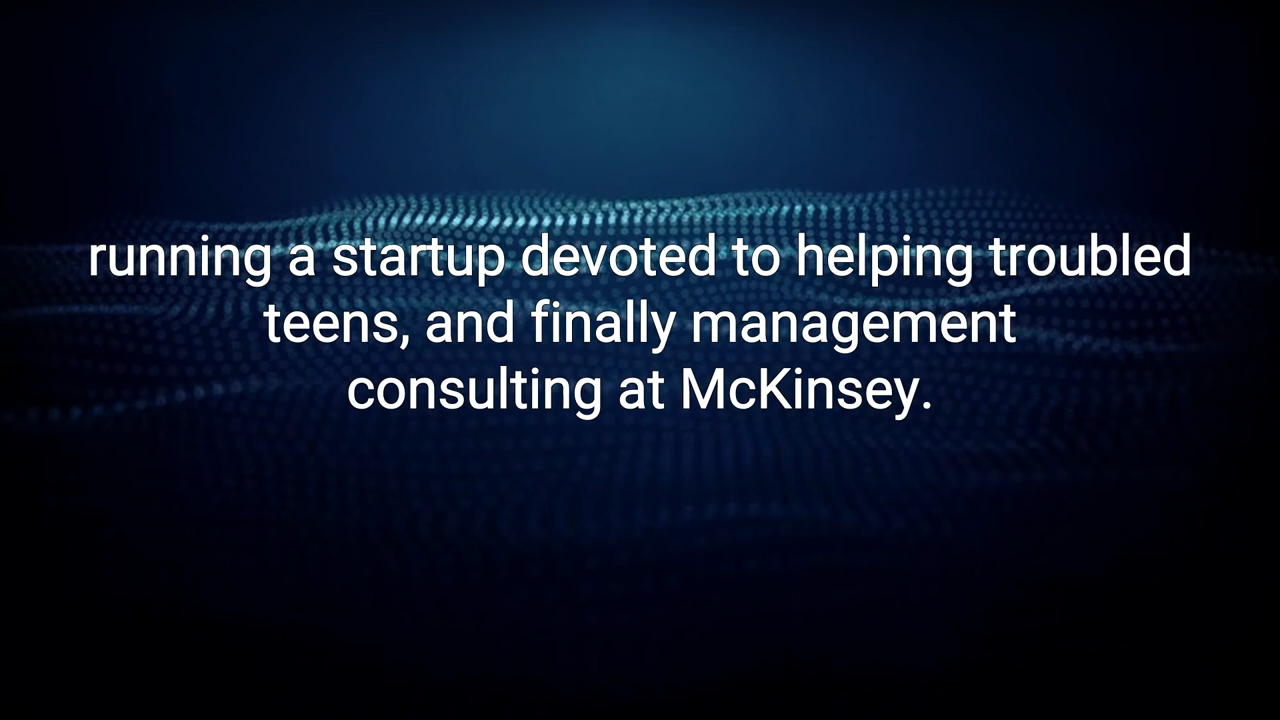 running a startup devoted to helping troubled
teens, and finally management
consulting at McKinsey.